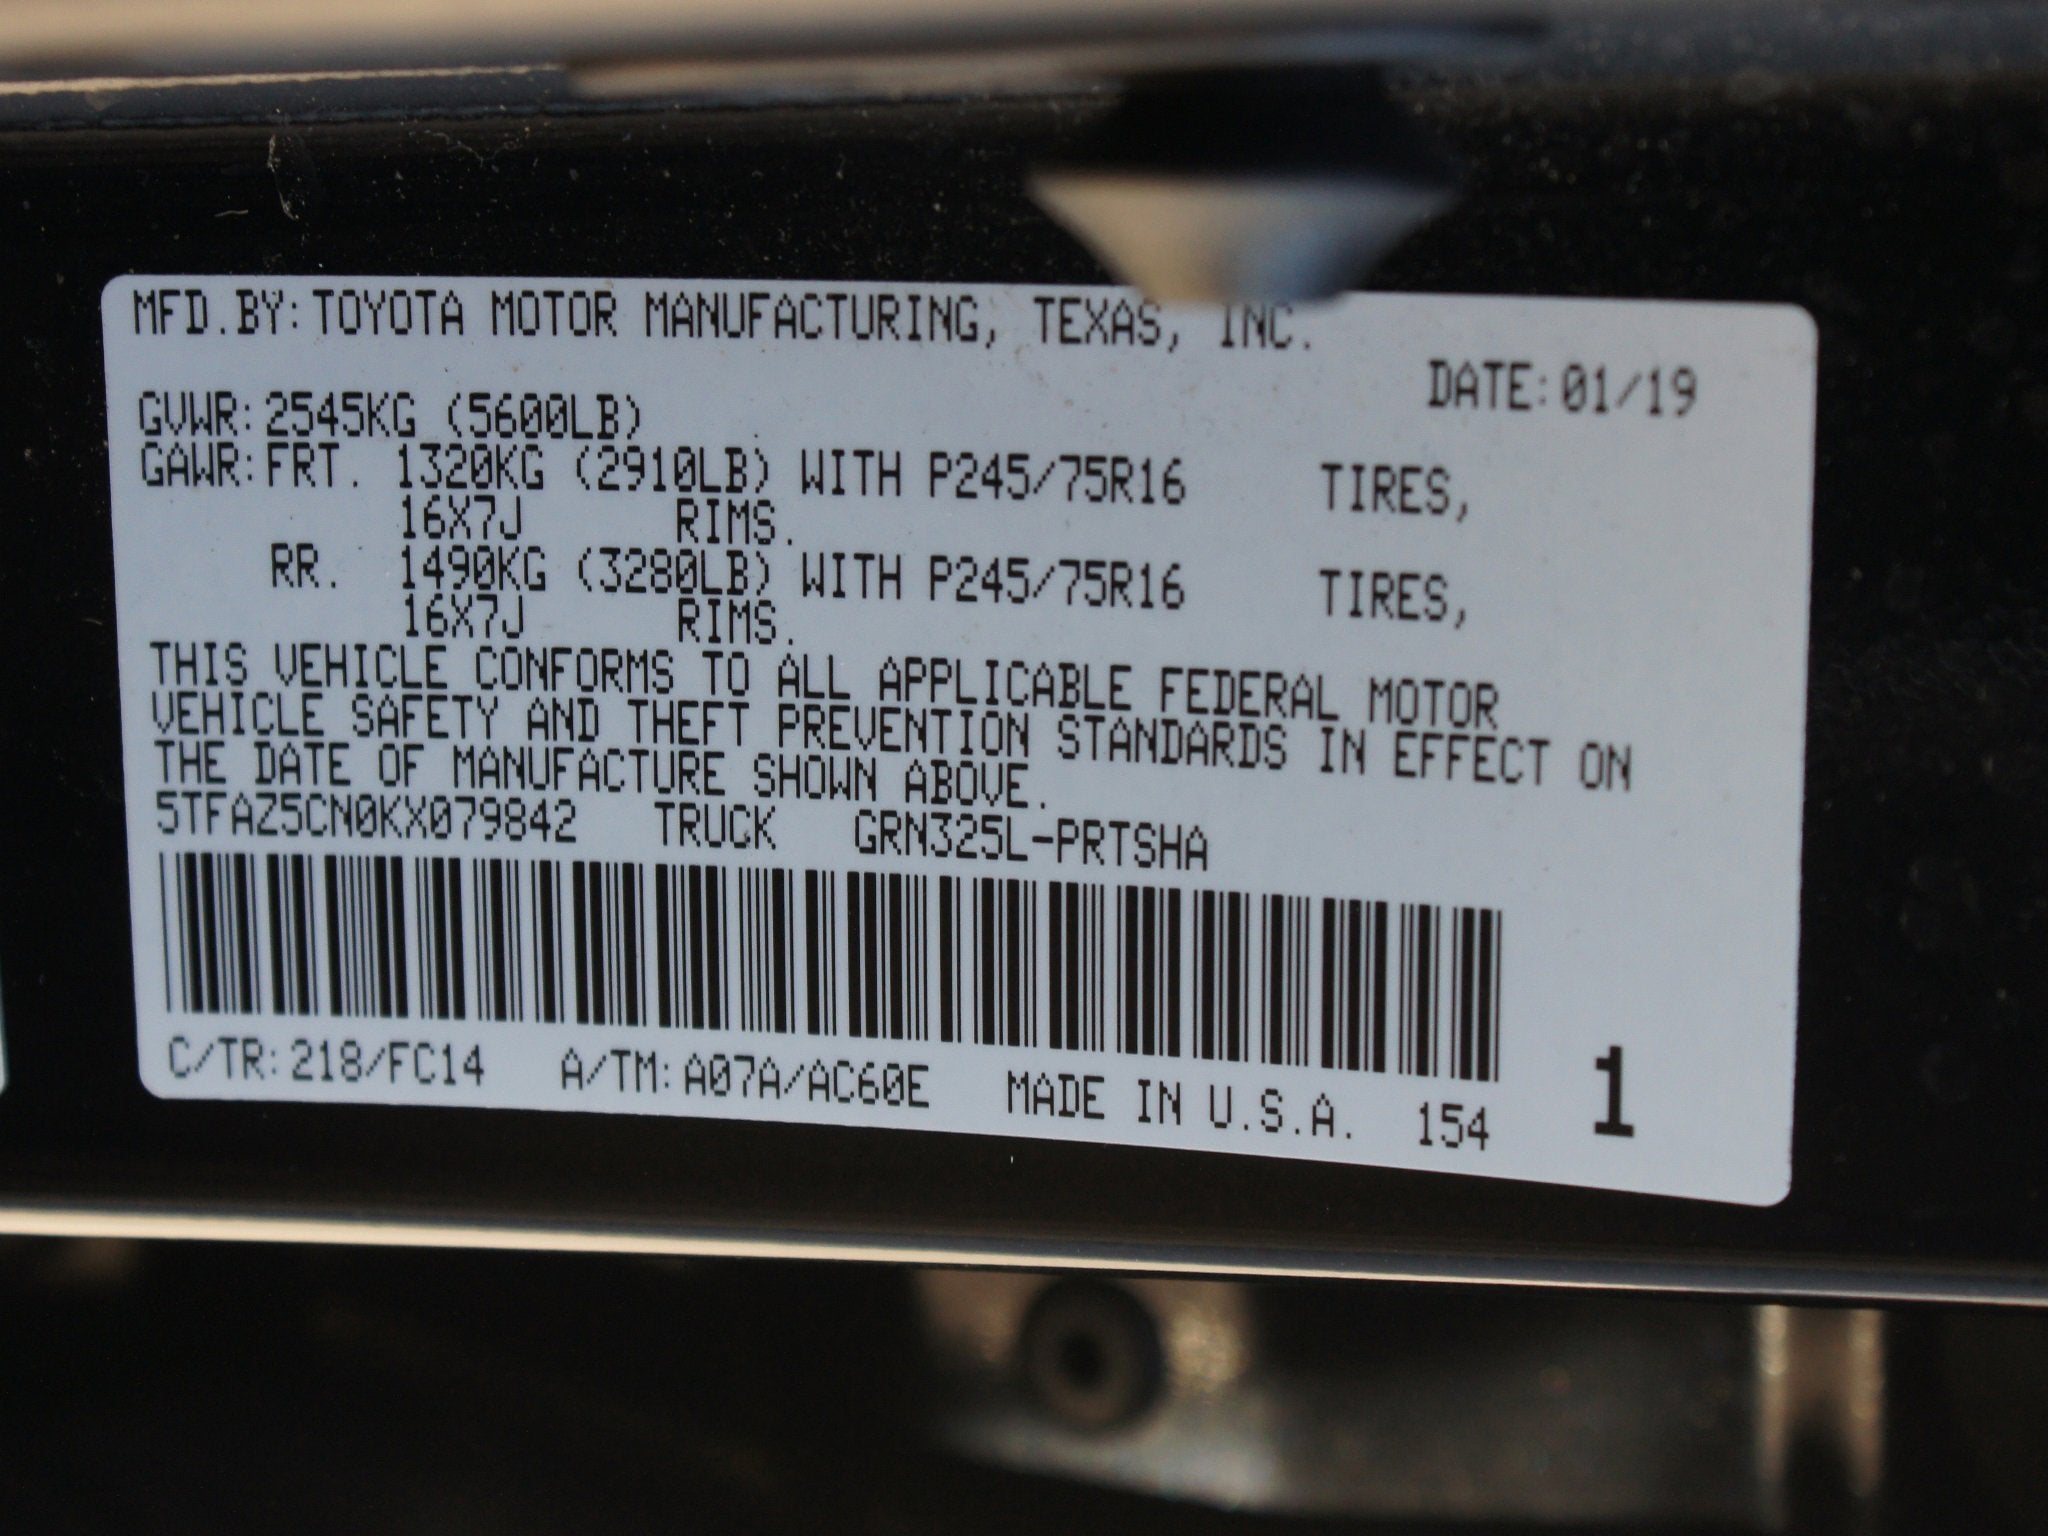 MFD.BY:TOYOTA MOTOR MANUFACTURING, TEXAS, INC.
DATE:01/19
GVWR:2545KG (5600LB)
GAWR:FRT. 1320KG (2910LB) WITH P245/75R16 TIRES,
16X7J RIMS.
RR. 1490KG (3280LB) WITH P245/75R16 TIRES,
16X7J RIMS.
THIS VEHICLE CONFORMS TO ALL APPLICABLE FEDERAL MOTOR
VEHICLE SAFETY AND THEFT PREVENTION STANDARDS IN EFFECT ON
THE DATE OF MANUFACTURE SHOWN ABOVE.
5TFAZ5CN0KX079842 TRUCK GRN325L-PRTSHA
C/TR:218/FC14 A/TM:A07A/AC60E MADE IN U.S.A. 154 1